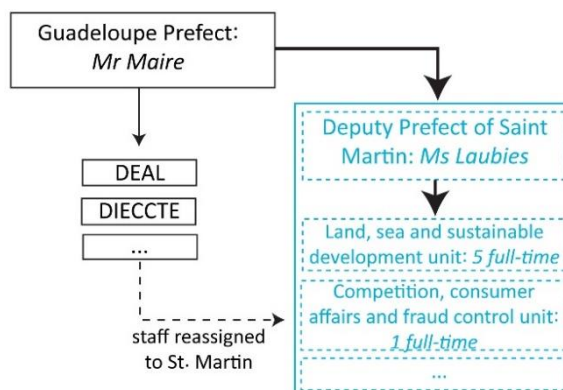 Guadeloupe Prefect:
Mr Maire
Deputy Prefect of Saint
Martin: Ms Laubies
DEAL
DIECCTE
...
Land, sea and sustainable
development unit: 5 full-time
Competition, consumer
affairs and fraud control unit:
1 full-time
...
staff reassigned
to St. Martin